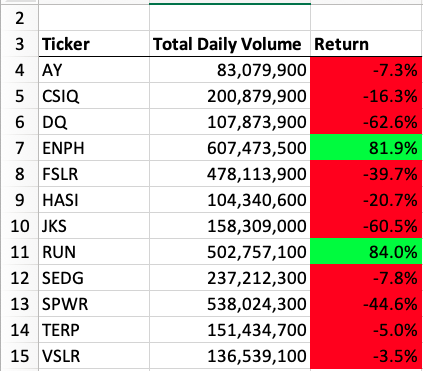 2
3 Ticker Total Daily Volume Return
4 AY 83,079,900 -7.3%
5 CSIQ 200,879,900 -16.3%
6 DQ 107,873,900 -62.6%
7 ENPH 607,473,500 81.9%
8 FSLR 478,113,900 -39.7%
9 HASI 104,340,600 -20.7%
10 JKS 158,309,000 -60.5%
11 RUN 502,757,100 84.0%
12 SEDG 237,212,300 -7.8%
13 SPWR 538,024,300 -44.6%
14 TERP 151,434,700 -5.0%
15 VSLR 136,539,100 -3.5%